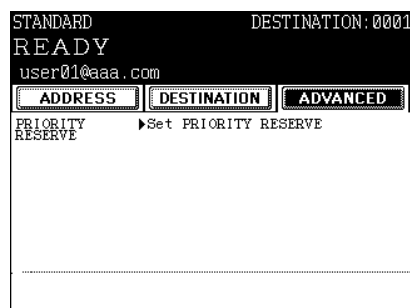 STANDARD DESTINATION:0001
READY
user01@aaa.com
ADDRESS DESTINATION ADVANCED
PRIORITY RESERVE ▶Set PRIORITY RESERVE